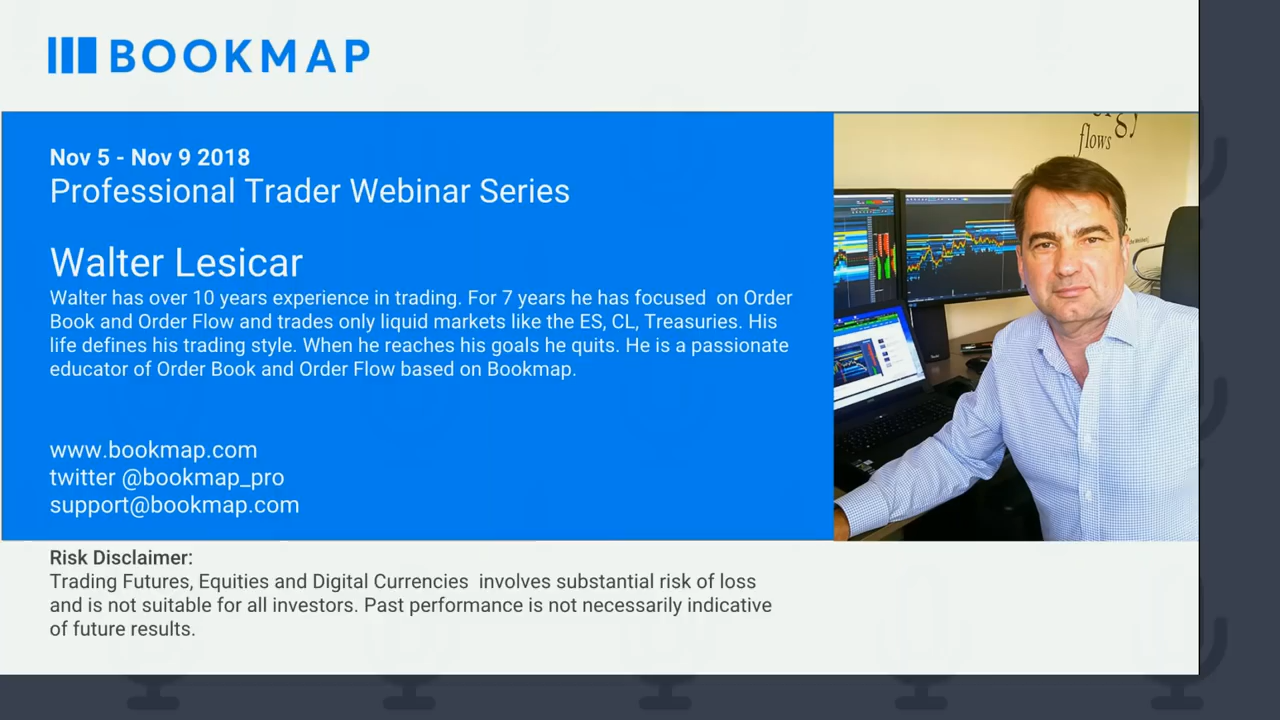 BOOKMAP
Nov 5 - Nov 9 2018
Professional Trader Webinar Series
Walter Lesicar
Walter has over 10 years experience in trading. For 7 years he has focused  on Order
Book and Order Flow and trades only liquid markets like the ES, CL, Treasuries. His
life defines his trading style. When he reaches his goals he quits. He is a passionate
educator of Order Book and Order Flow based on Bookmap.
www.bookmap.com
twitter @bookmap_pro
support@bookmap.com
flows
Risk Disclaimer:
Trading Futures, Equities and Digital Currencies  involves substantial risk of loss
and is not suitable for all investors. Past performance is not necessarily indicative
of future results.